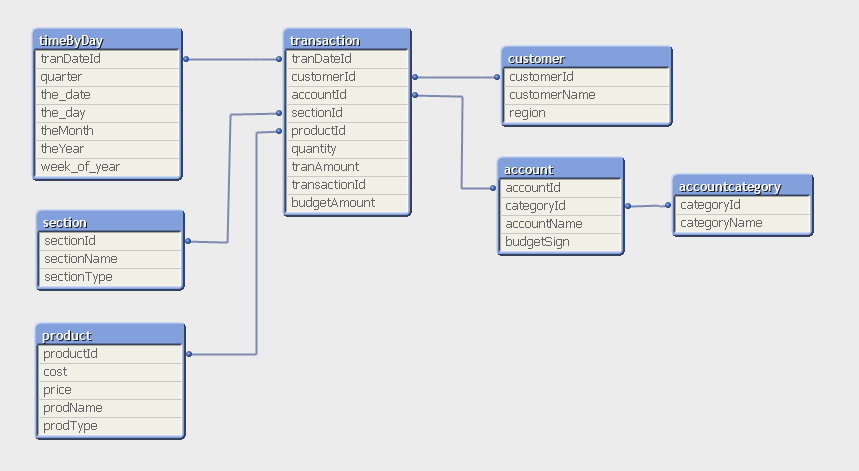 timeByDay
tranDateId
quarter
the_date
the_day
theMonth
theYear
week_of_year
section
sectionId
sectionName
sectionType
product
productId
cost
price
prodName
prodType
transaction
tranDateId
customerId
accountId
sectionId
productId
quantity
tranAmount
transactionId
budgetAmount
customer
customerId
customerName
region
account
accountId
categoryId
accountName
budgetSign
accountcategory
categoryId
categoryName